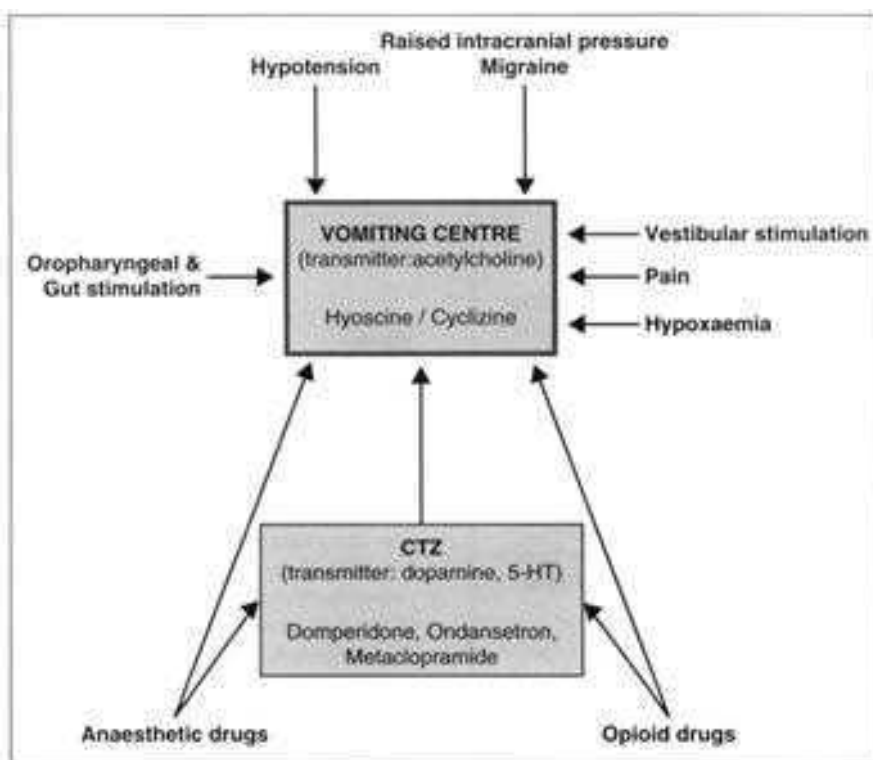 Raised intracranial pressure
Hypotension
Migraine
VOMITING CENTRE
(transmitter:acetylcholine)
Hyoscine / Cyclizine
Oropharyngeal &
Gut stimulation
Vestibular stimulation
Pain
Hypoxaemia
CTZ
(transmitter: dopamine, 5-HT)
Domperidone, Ondansetron,
Metaclopramide
Anaesthetic drugs
Opioid drugs